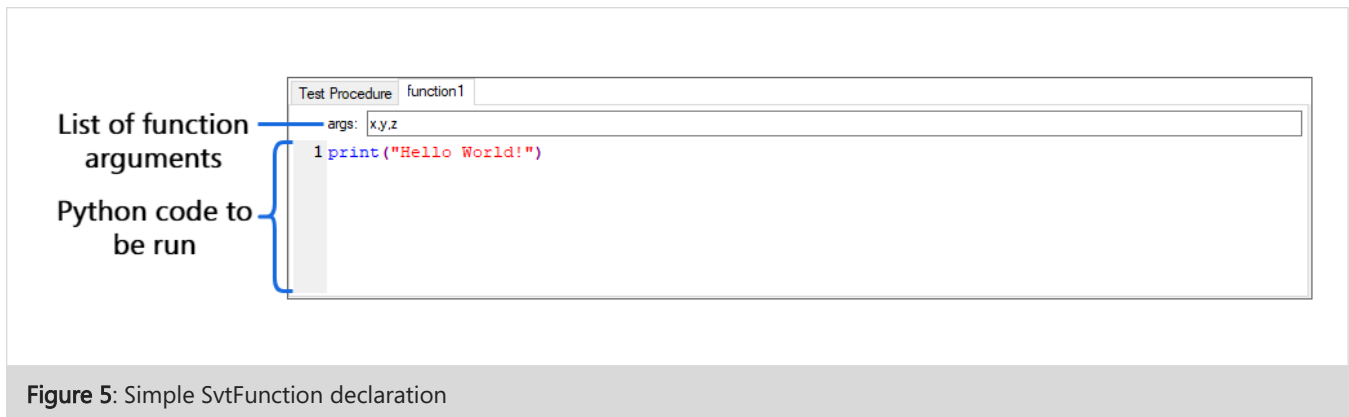 Test Procedure function1
List of function arguments
args: x,y,z
1 print("Hello World!")
Python code to be run
Figure 5: Simple SvtFunction declaration